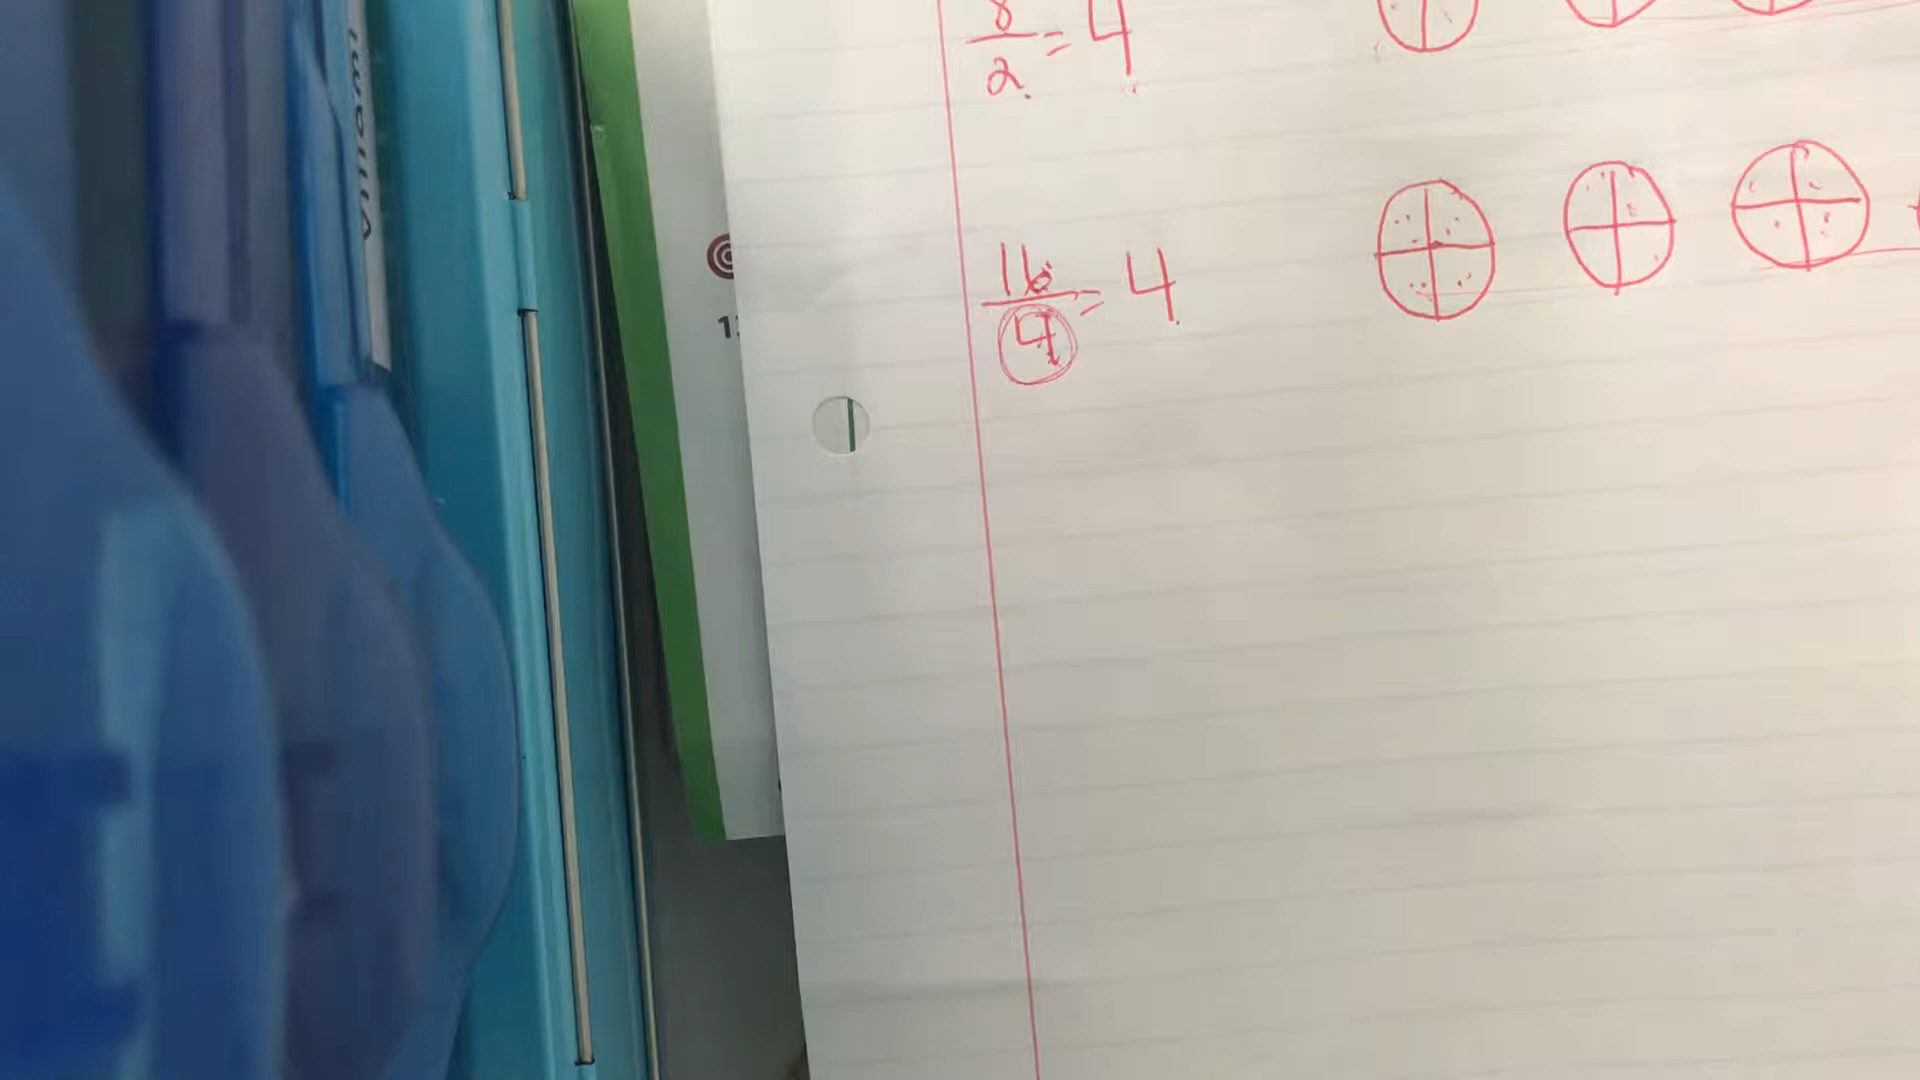 8/2 = 4
16/4 = 4